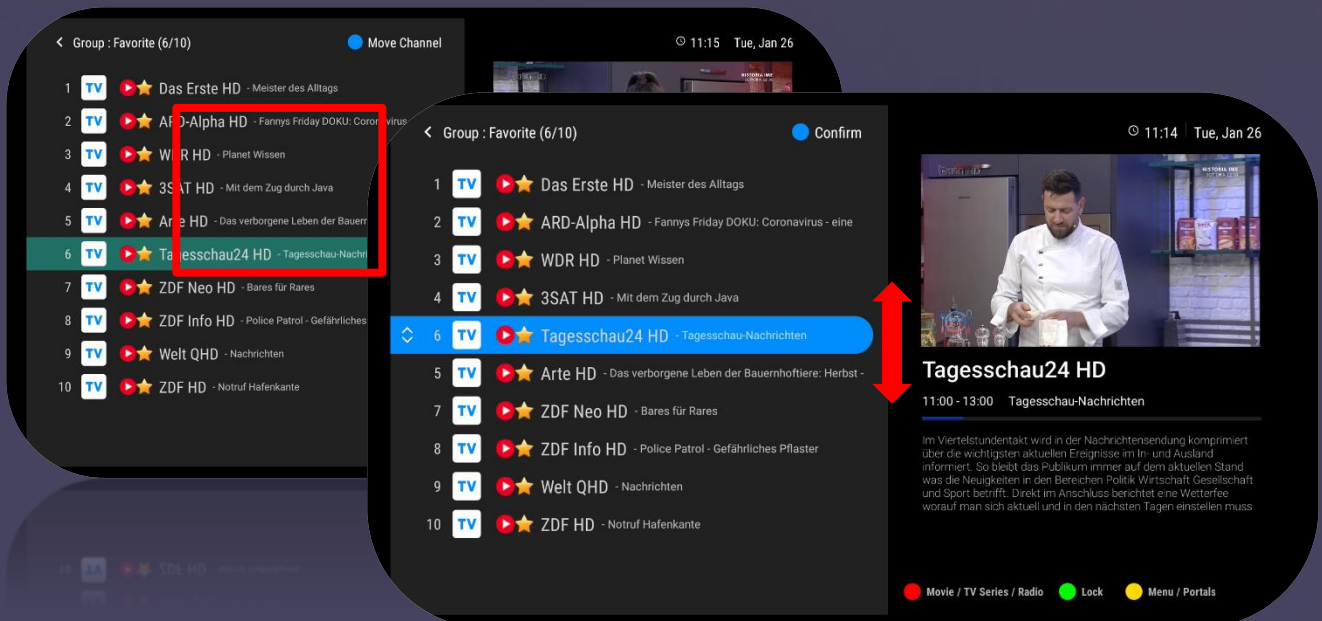 Group : Favorite (6/10)
Move Channel
11:15 Tue, Jan 26
1 TV Das Erste HD - Meister des Alltags
2 TV ARD-Alpha HD - Fannys Friday DOKU: Coronavirus
3 TV WDR HD - Planet Wissen
4 TV 3SAT HD - Mit dem Zug durch Java
5 TV Arte HD - Das verborgene Leben der Bauern
6 TV Tagesschau24 HD - Tagesschau-Nachri
7 TV ZDF Neo HD - Bares für Rares
8 TV ZDF Info HD - Police Patrol - Gefährliches
9 TV Welt QHD - Nachrichten
10 TV ZDF HD - Notruf Hafenkante
Group : Favorite (6/10)
Confirm
11:14 Tue, Jan 26
1 TV Das Erste HD - Meister des Alltags
2 TV ARD-Alpha HD - Fannys Friday DOKU: Coronavirus - eine
3 TV WDR HD - Planet Wissen
4 TV 3SAT HD - Mit dem Zug durch Java
6 TV Tagesschau24 HD - Tagesschau-Nachrichten
5 TV Arte HD - Das verborgene Leben der Bauernhoftiere: Herbst -
7 TV ZDF Neo HD - Bares für Rares
8 TV ZDF Info HD - Police Patrol - Gefährliches Pflaster
9 TV Welt QHD - Nachrichten
10 TV ZDF HD - Notruf Hafenkante
Tagesschau24 HD
11:00 - 13:00 Tagesschau-Nachrichten
Im Viertelstundentakt wird in der Nachrichtensendung komprimiert
über die wichtigsten aktuellen Ereignisse im In- und Ausland
informiert. So bleibt das Publikum immer auf dem aktuellen Stand
was die Neuigkeiten in den Bereichen Politik Wirtschaft Gesellschaft
und Sport betrifft. Direkt im Anschluss berichtet eine Wetterfee
worauf man sich aktuell und in den nächsten Tagen einstellen muss
Movie / TV Series / Radio
Lock
Menu / Portals